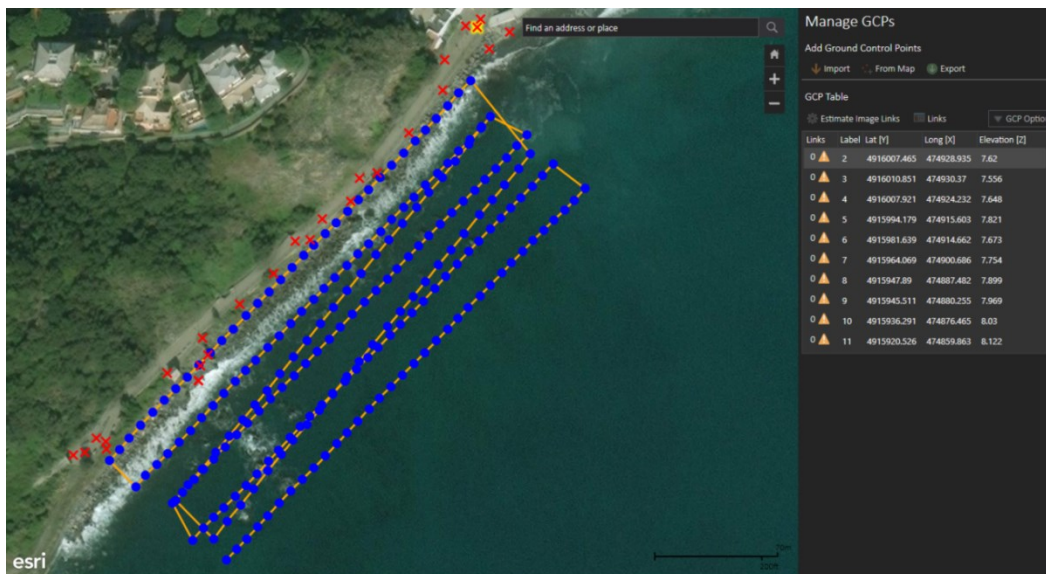 Find an address or place
Manage GCPs
Add Ground Control Points
Import From Map Export
GCP Table
Estimate Image Links Links GCP Optio
Links Label Lat [Y] Long [X] Elevation [Z]
0 2 4916007.465 474928.935 7.62
0 3 4916010.851 474930.37 7.556
0 4 4916007.921 474924.232 7.648
0 5 4915994.179 474915.603 7.821
0 6 4915981.639 474914.662 7.673
0 7 4915964.069 474900.686 7.754
0 8 4915947.89 474887.482 7.899
0 9 4915945.511 474880.255 7.969
0 10 4915936.291 474876.465 8.03
0 11 4915920.526 474859.863 8.122
70m
200ft
esri